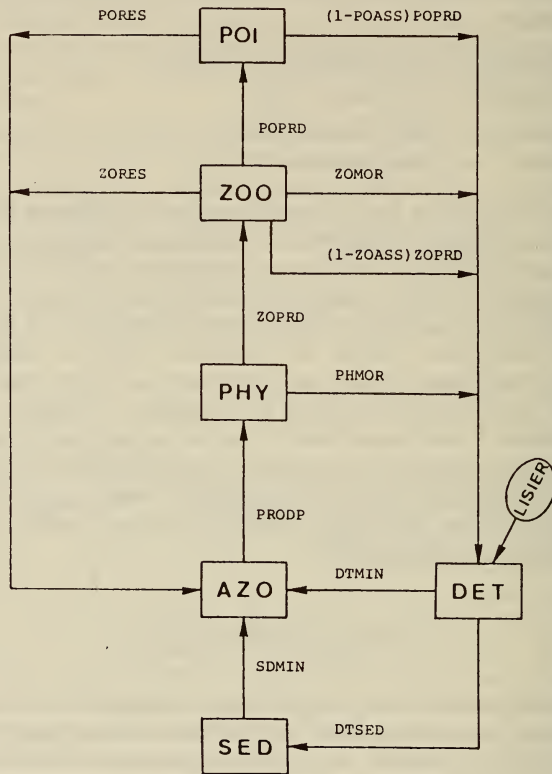 PORES
POI
(1-POASS)POPRD
POPRD
ZORES
ZOO
ZOMOR
(1-ZOASS)ZOPRD
ZOPRD
PHY
PHMOR
LISIER
PRODP
AZO
DTMIN
DET
SDMIN
SED
DTSED